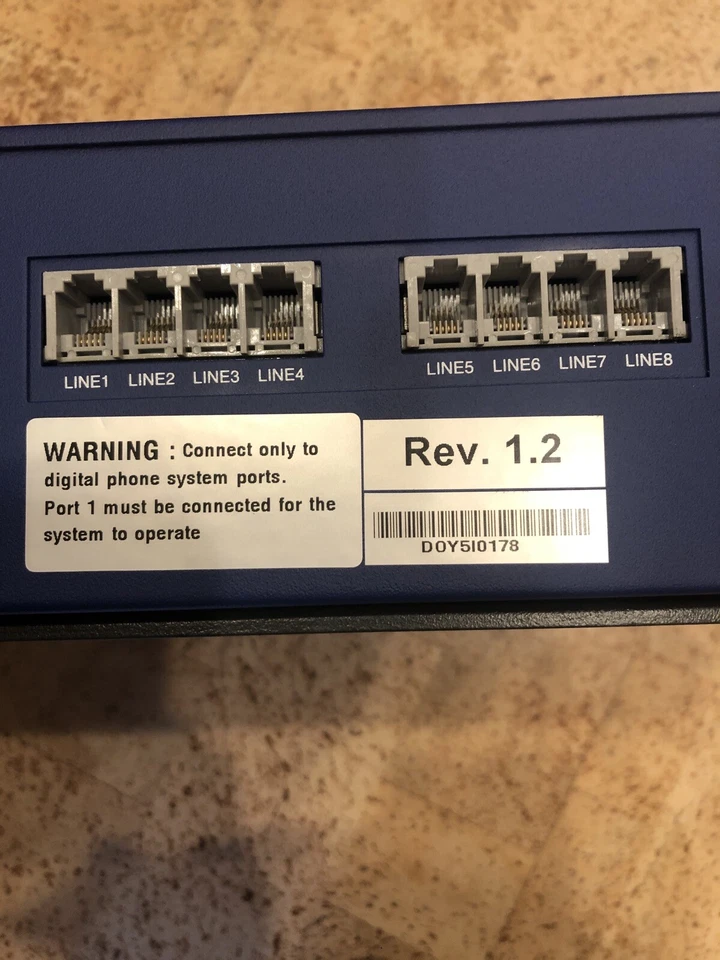 LINE1 LINE2 LINE3 LINE4 LINE5 LINE6 LINE7 LINE8
WARNING : Connect only to
digital phone system ports.
Port 1 must be connected for the
system to operate
Rev. 1.2
DOY5I0178